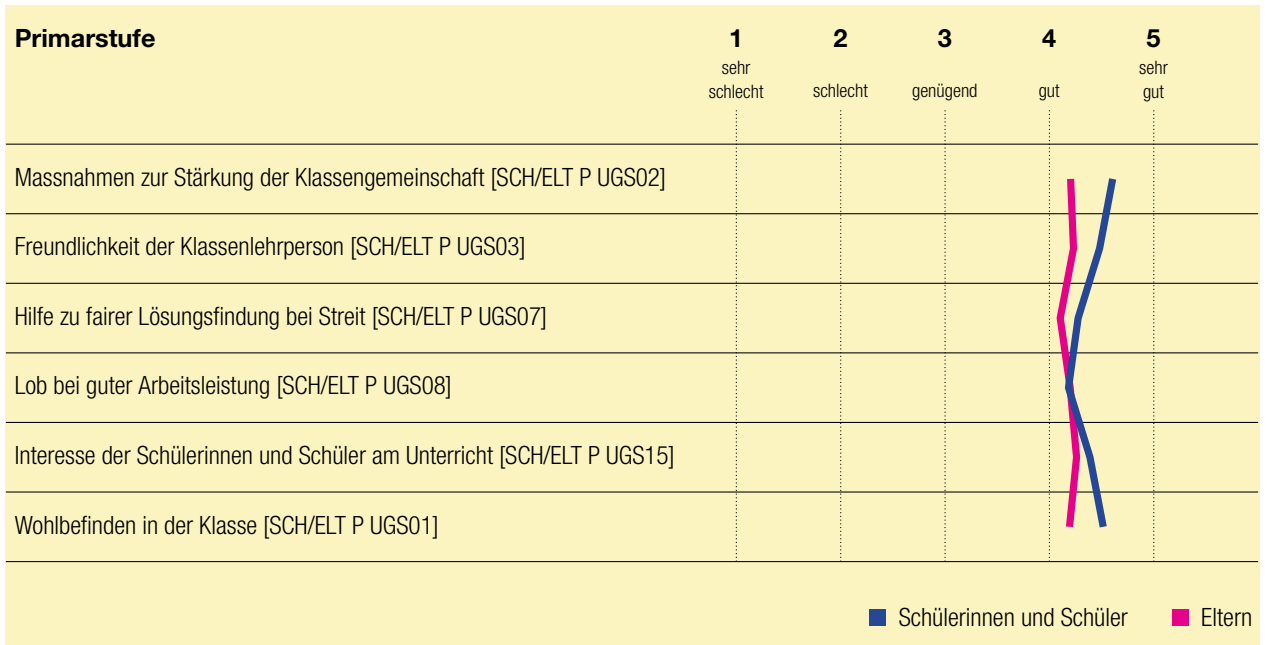 Primarstufe 1 2 3 4 5
sehr schlecht schlecht genügend gut sehr gut
Massnahmen zur Stärkung der Klassengemeinschaft [SCH/ELT P UGS02]
Freundlichkeit der Klassenlehrperson [SCH/ELT P UGS03]
Hilfe zu fairer Lösungsfindung bei Streit [SCH/ELT P UGS07]
Lob bei guter Arbeitsleistung [SCH/ELT P UGS08]
Interesse der Schülerinnen und Schüler am Unterricht [SCH/ELT P UGS15]
Wohlbefinden in der Klasse [SCH/ELT P UGS01]
Schülerinnen und Schüler Eltern